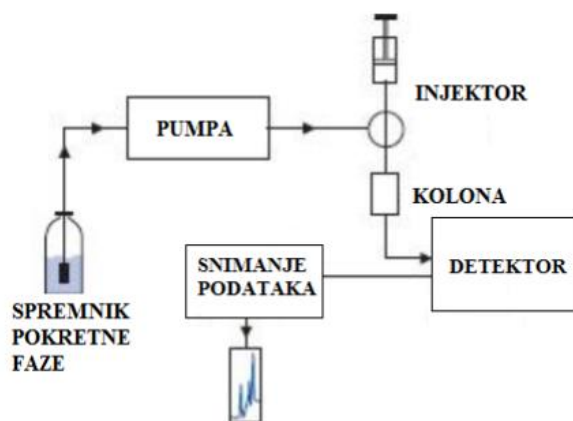 INJEKTOR
PUMPA
KOLONA
DETEKTOR
SNIMANJE
PODATAKA
SPREMNIK
POKRETNE
FAZE